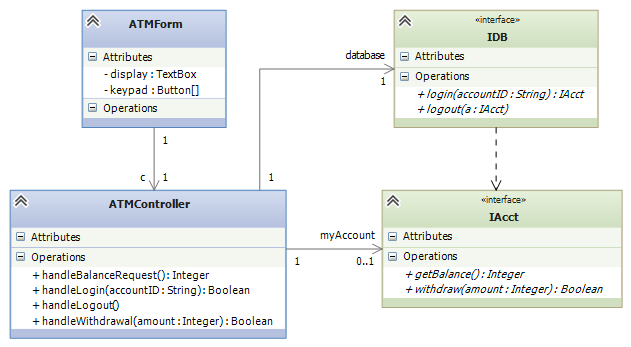 ATMForm
Attributes
- display : TextBox
- keypad : Button[]
Operations
«interface»
IDB
Attributes
Operations
+ login(accountID : String) : IAcct
+ logout(a : IAcct)
database
1
1
1
c
1
ATMController
Attributes
Operations
+ handleBalanceRequest() : Integer
+ handleLogin(accountID : String) : Boolean
+ handleLogout()
+ handleWithdrawal(amount : Integer) : Boolean
myAccount
1
0..1
«interface»
IAcct
Attributes
Operations
+ getBalance() : Integer
+ withdraw(amount : Integer) : Boolean